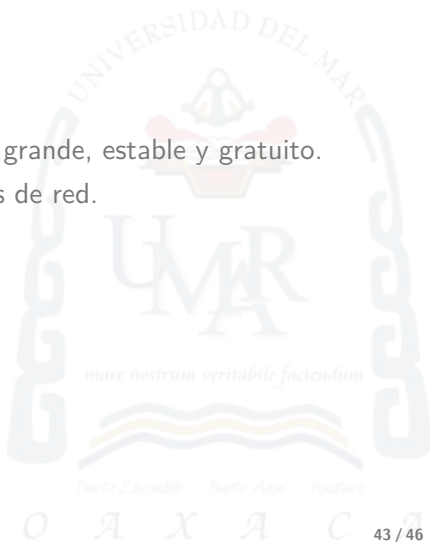 UNIVERSIDAD DEL MAR
grande, estable y gratuito.
s de red.
UMAR
mare nostrum veritabile faciendum
Puerto Escondido Puerto Angel Huatulco
O A X A C A
43 / 46